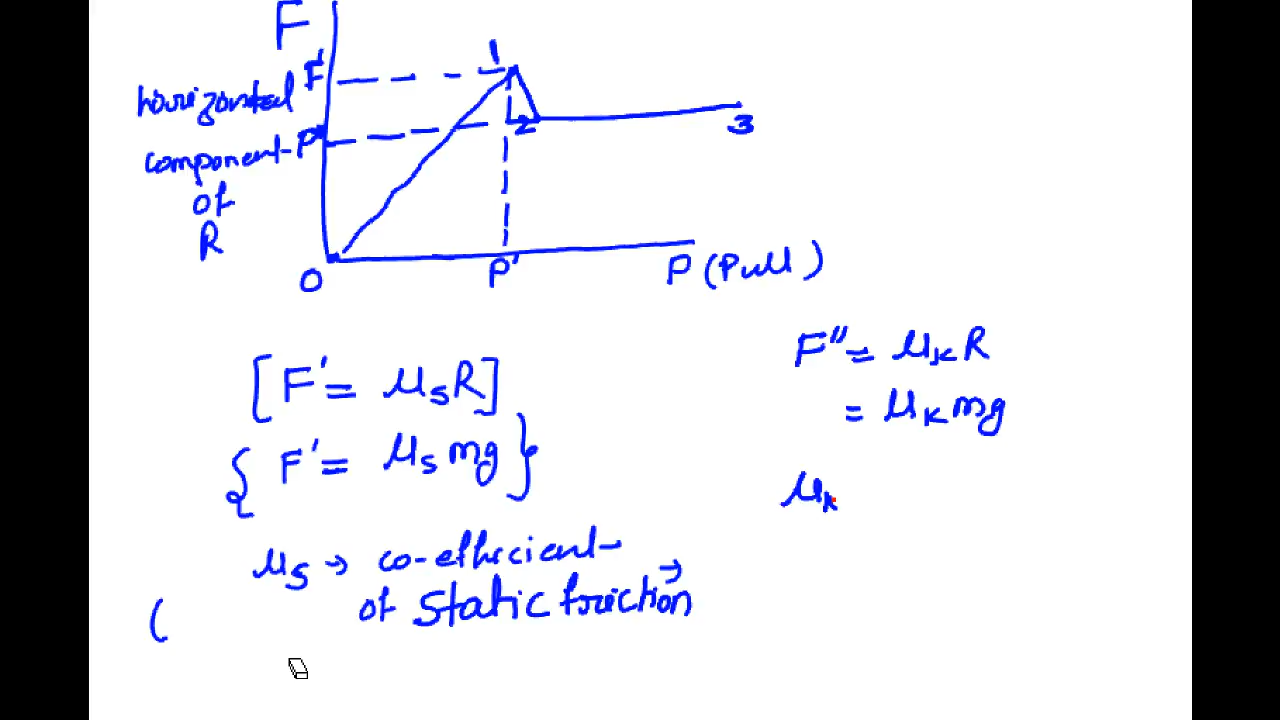 F
1
F'
horizontal
2
3
component P'
of
R
O
P'
P (Pull)
[F' = μsR]
{ F' = μs mg }
μs → co-efficient
of static friction →
(
F'' = μkR
= μk mg
μk